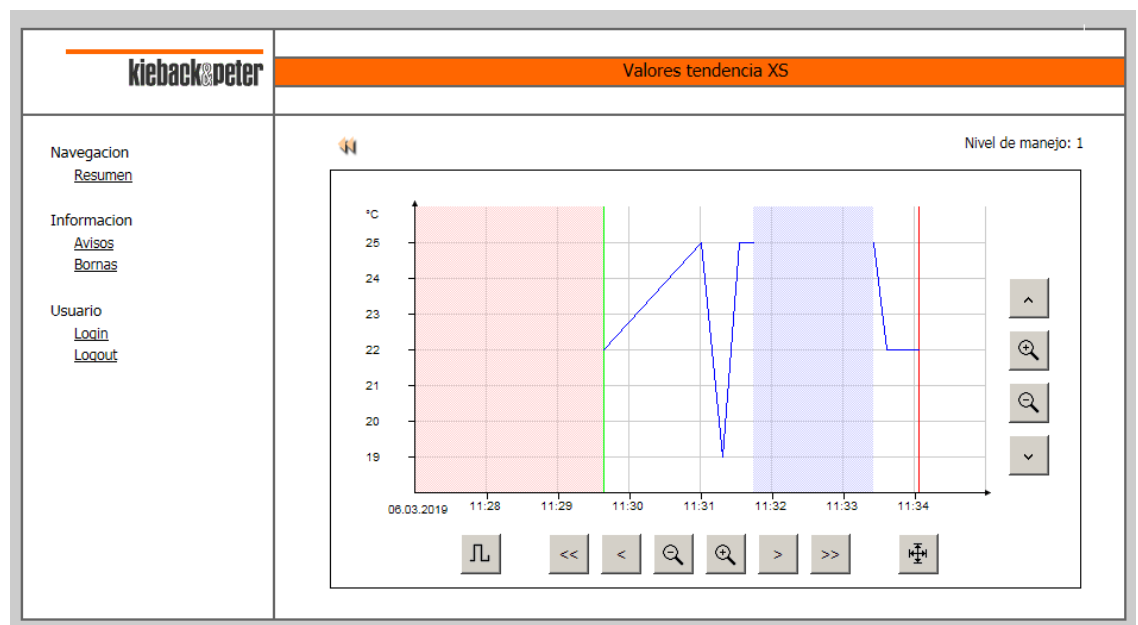 kieback&peter
Valores tendencia XS
Nivel de manejo: 1
Navegacion
Resumen
Informacion
Avisos
Bornas
Usuario
Login
Logout
°C
25
24
23
22
21
20
19
06.03.2019 11:28 11:29 11:30 11:31 11:32 11:33 11:34
<< < > >>